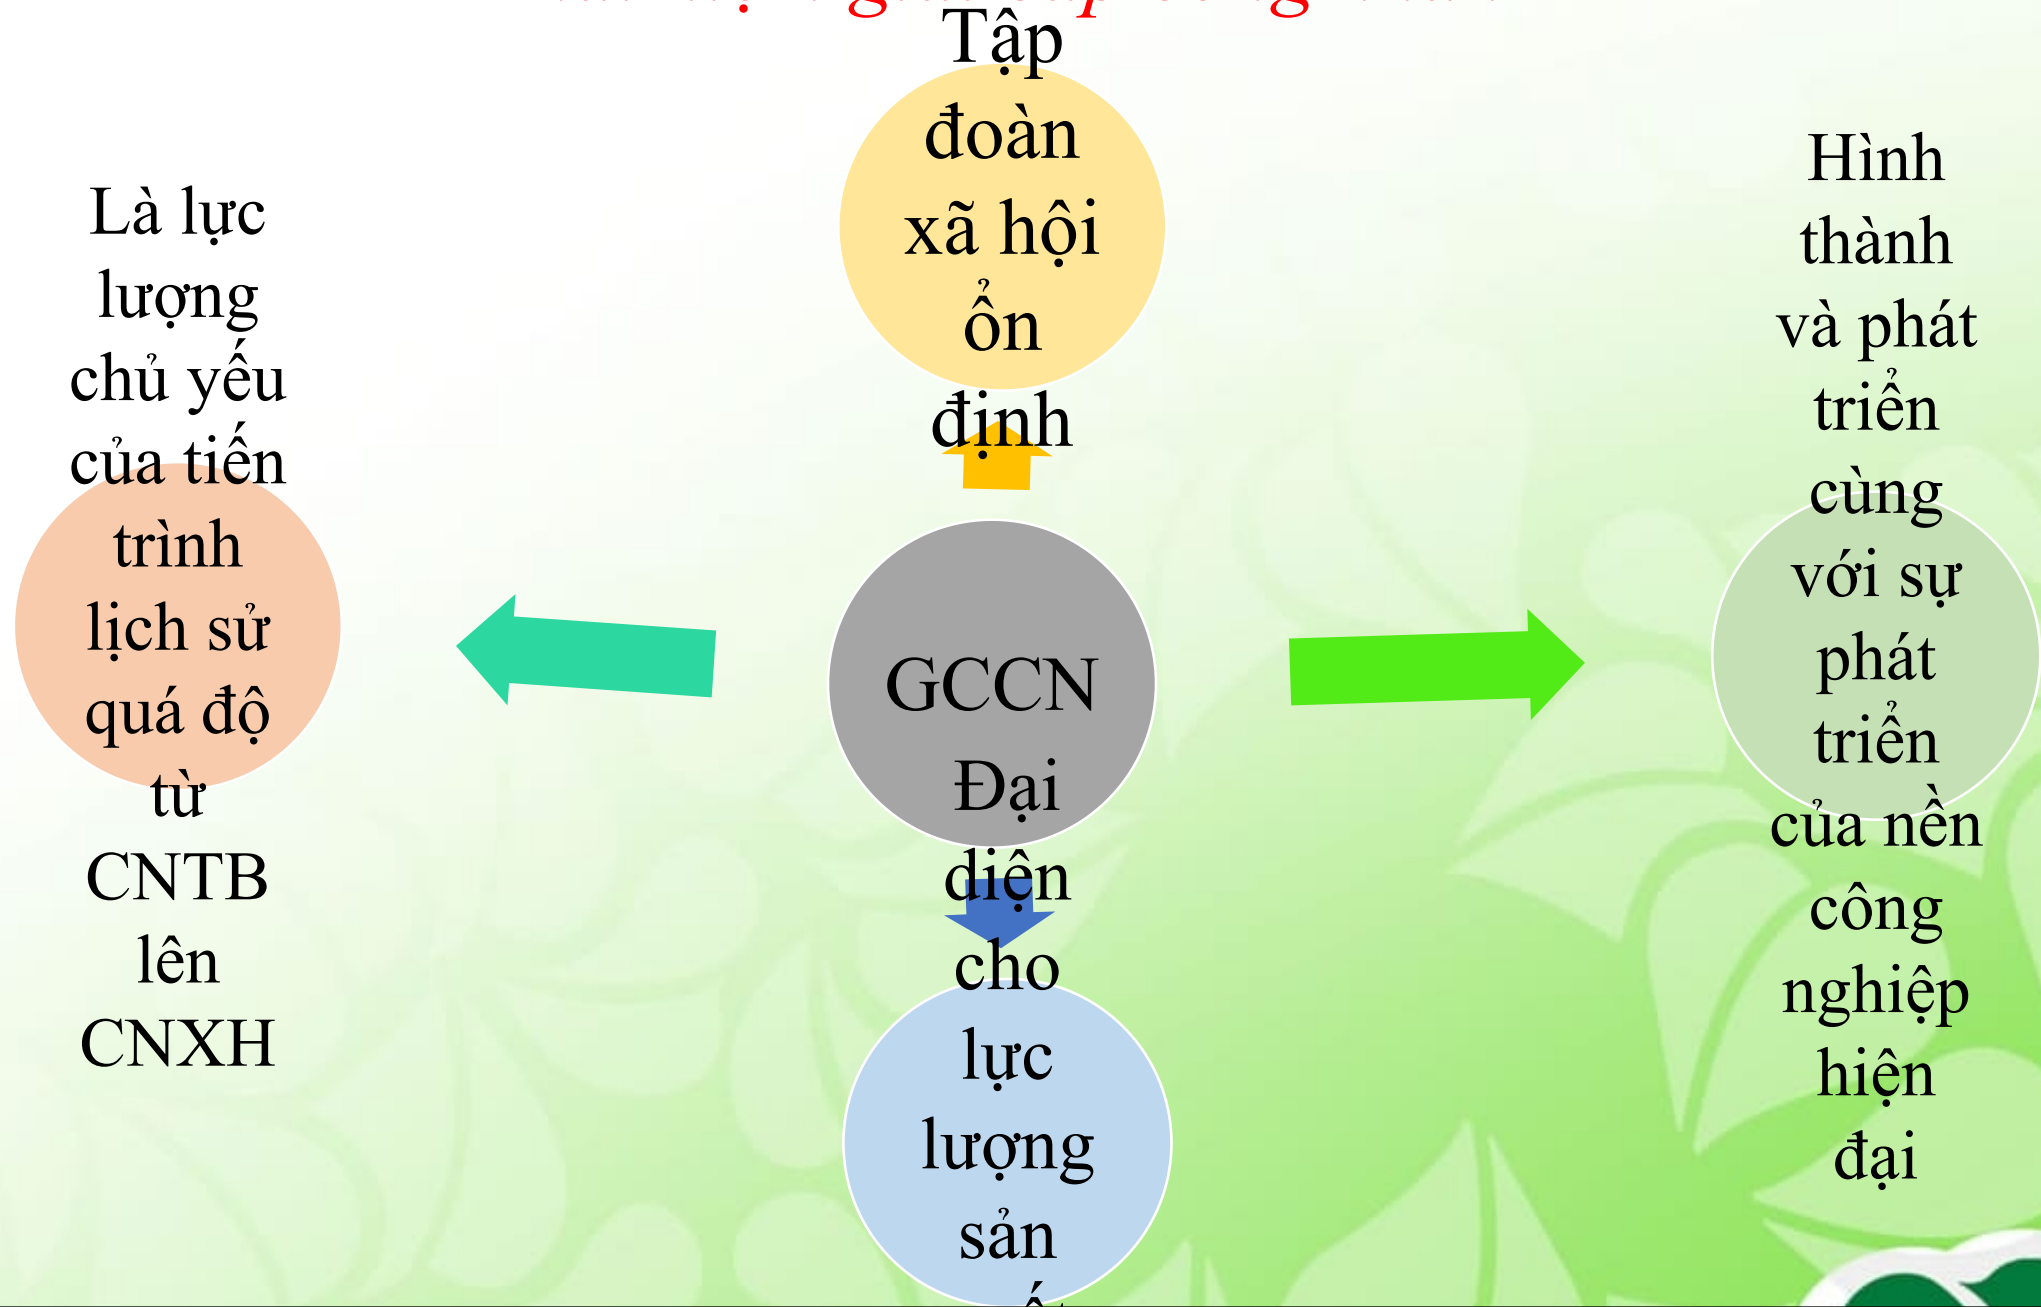 Tập
đoàn
xã hội
ổn
định
Là lực
lượng
chủ yếu
của tiến
trình
lịch sử
quá độ
từ
CNTB
lên
CNXH
GCCN
Hình
thành
và phát
triển
cùng
với sự
phát
triển
của nền
công
nghiệp
hiện
đại
Đại
diện
cho
lực
lượng
sản